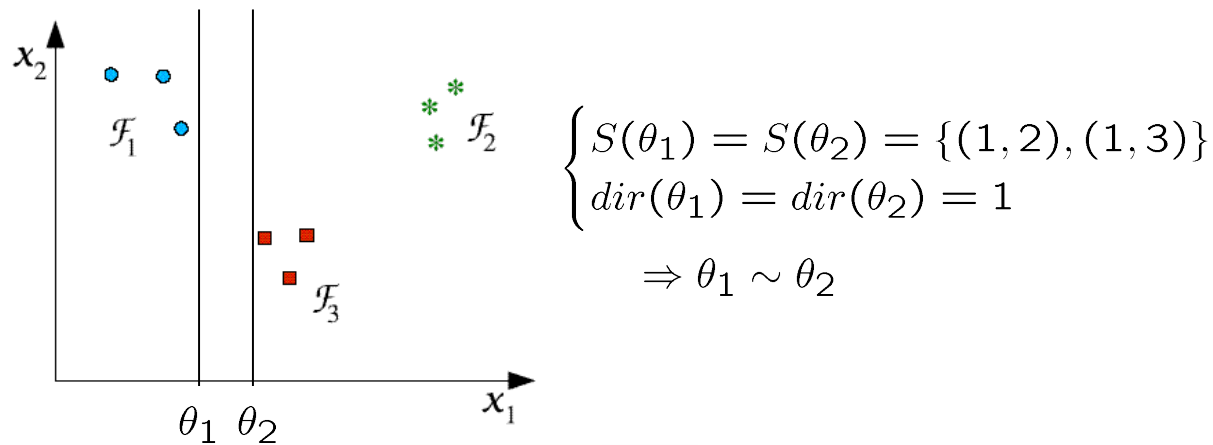 x₂
ℱ₁
ℱ₂
ℱ₃
x₁
θ₁ θ₂
S(θ₁) = S(θ₂) = {(1, 2), (1, 3)}
dir(θ₁) = dir(θ₂) = 1
⇒ θ₁ ∼ θ₂